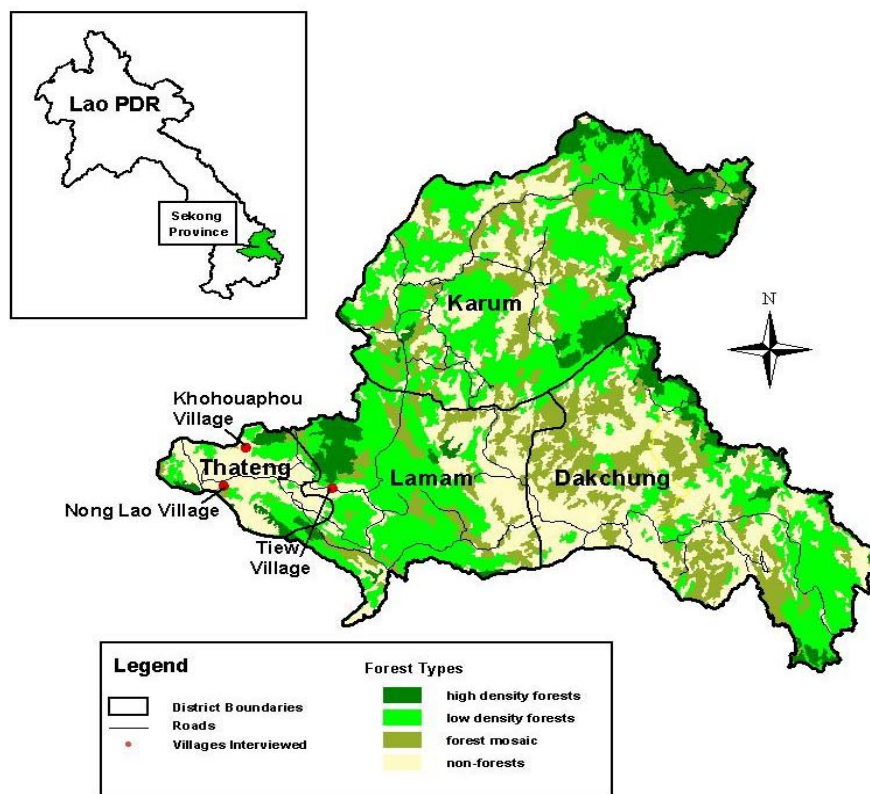 Lao PDR
Sekong
Province
N
Karum
Khohouaphou
Village
Thateng
Lamam
Dakchung
Nong Lao Village
Tiew
Village
Legend
District Boundaries
Roads
Villages Interviewed
Forest Types
high density forests
low density forests
forest mosaic
non-forests